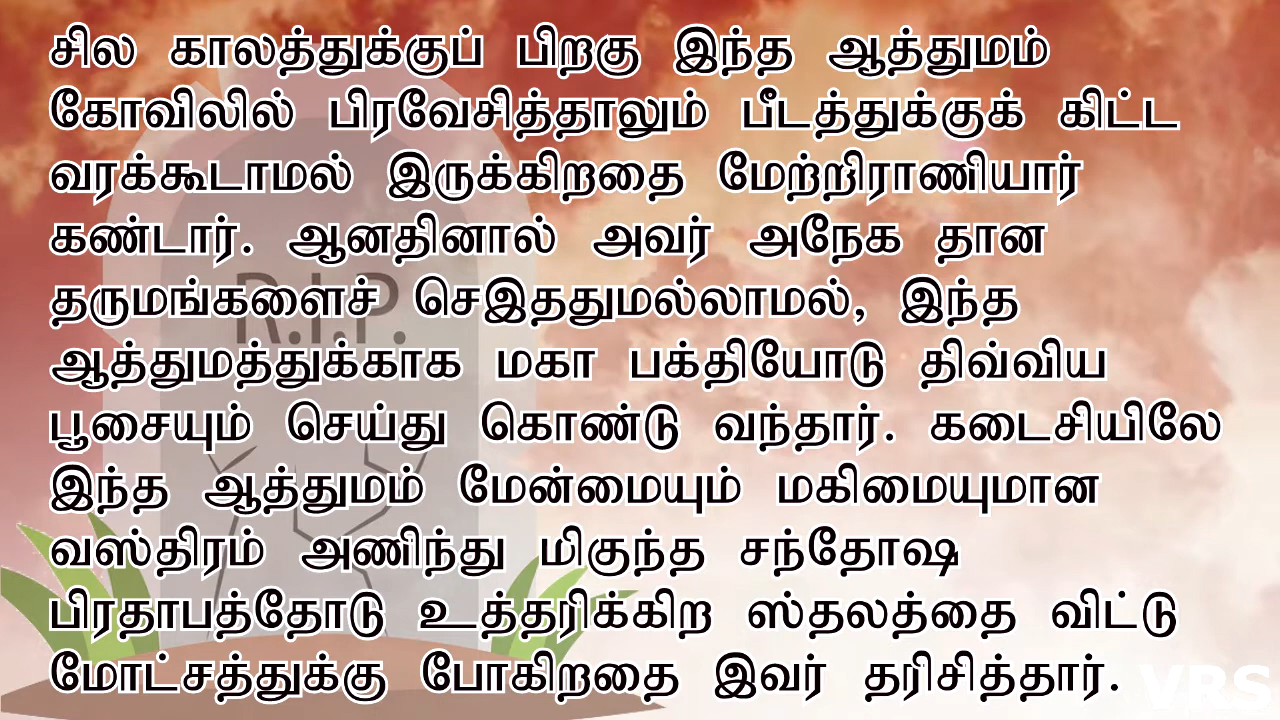 சில காலத்துக்குப் பிறகு இந்த ஆத்துமம்
கோவிலில் பிரவேசித்தாலும் பீடத்துக்குக் கிட்ட
வரக்கூடாமல் இருக்கிறதை மேற்றிராணியார்
கண்டார். ஆனதினால் அவர் அநேக தான
தருமங்களைச் செஇததுமல்லாமல், இந்த
R.I.P.
ஆத்துமத்துக்காக மகா பக்தியோடு திவ்விய
பூசையும் செய்து கொண்டு வந்தார். கடைசியிலே
இந்த ஆத்துமம் மேன்மையும் மகிமையுமான
வஸ்திரம் அணிந்து மிகுந்த சந்தோஷ
பிரதாபத்தோடு உத்தரிக்கிற ஸ்தலத்தை விட்டு
மோட்சத்துக்கு போகிறதை இவர் தரிசித்தார்.
VRS